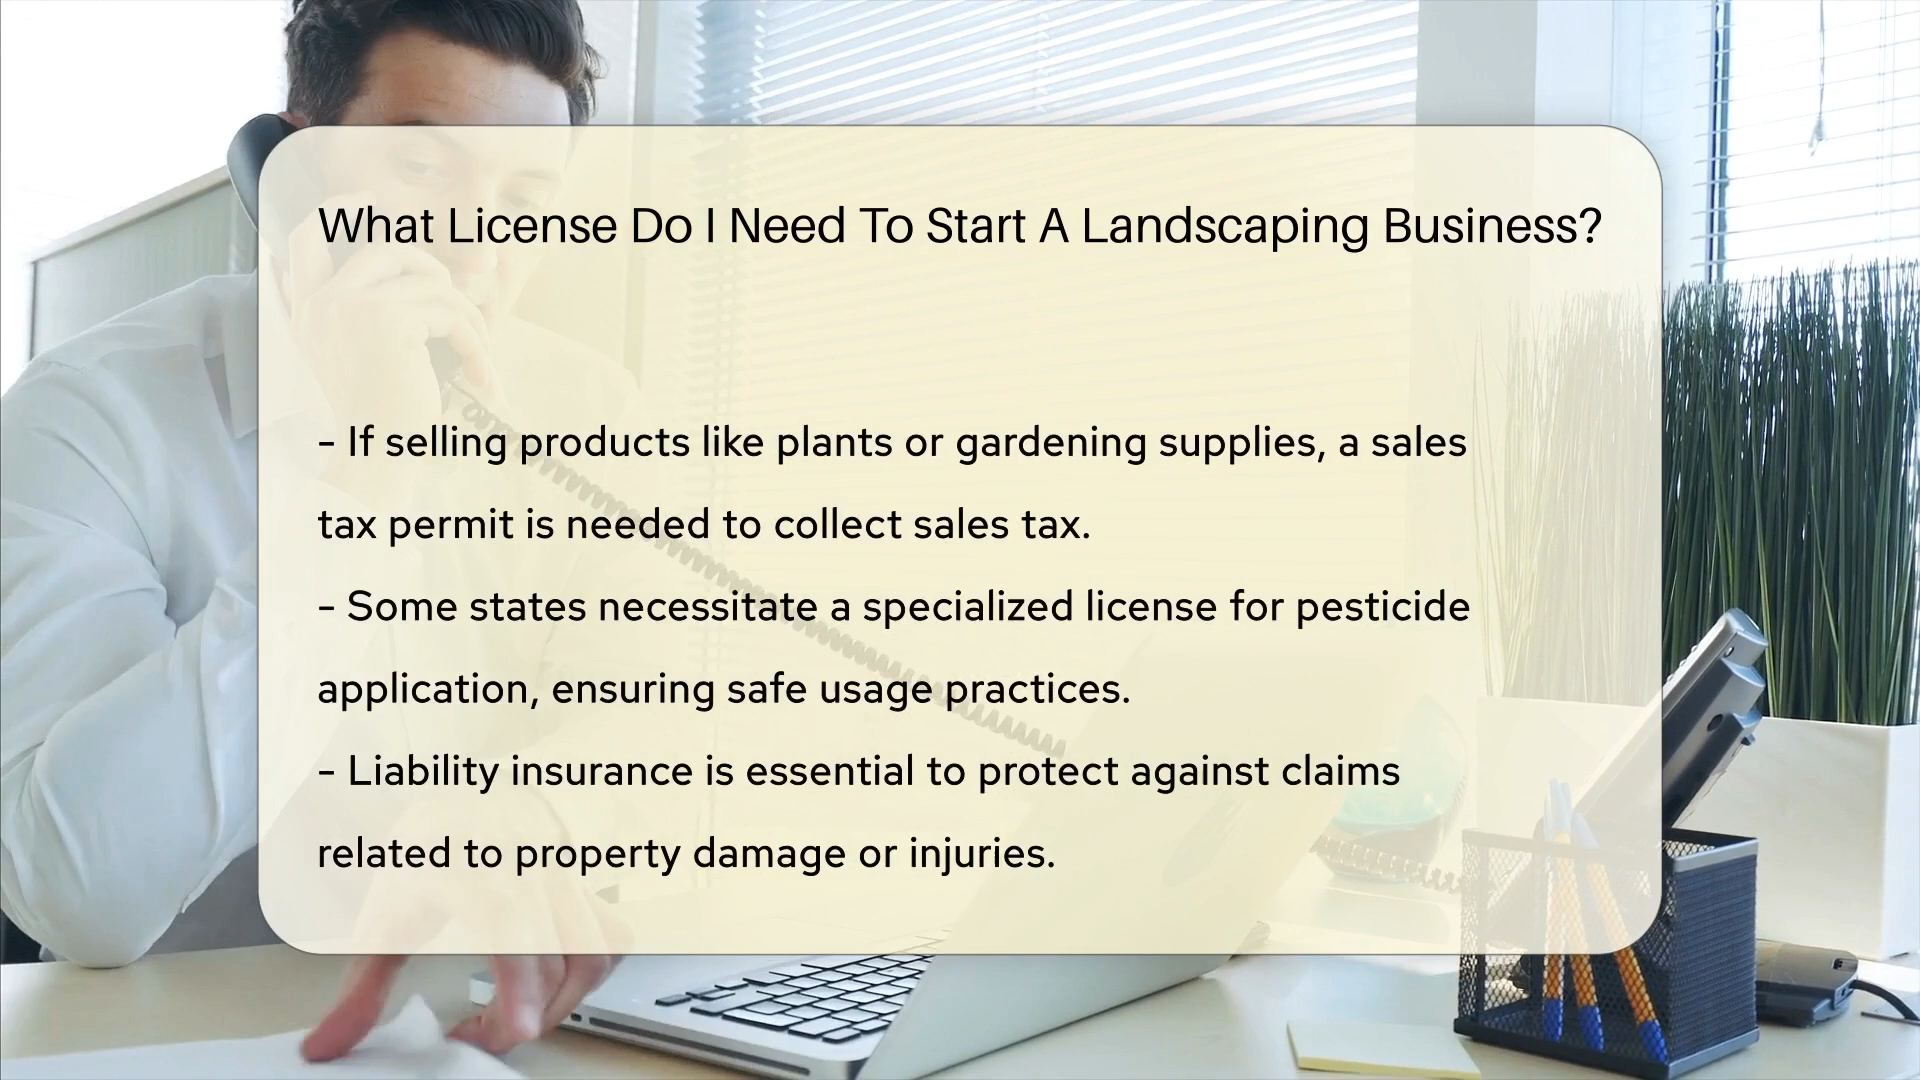 What License Do I Need To Start A Landscaping Business?
- If selling products like plants or gardening supplies, a sales
tax permit is needed to collect sales tax.
- Some states necessitate a specialized license for pesticide
application, ensuring safe usage practices.
- Liability insurance is essential to protect against claims
related to property damage or injuries.